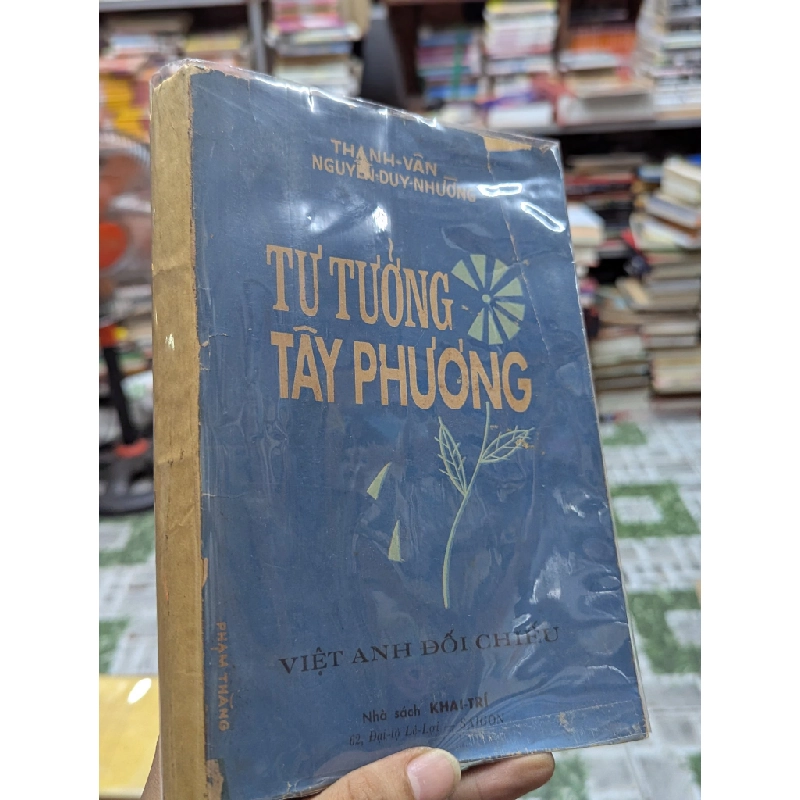 THANH-VÂN
NGUYỄN-DUY-NHƯỜNG
TƯ TƯỞNG
TÂY PHƯƠNG
VIỆT ANH ĐỐI CHIẾU
Nhà sách KHAI-TRÍ
62, Đại-lộ Lê-Lợi — SAIGON
PHẠM THĂNG